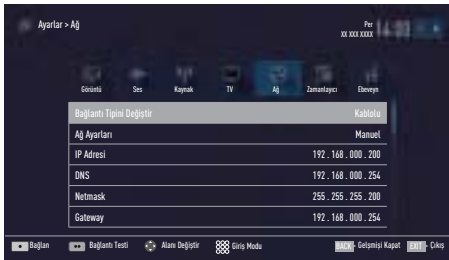 Ayarlar > Ağ
Per
XX XXX XXXX
Görüntü Ses Kaynak TV Ağ Zamanlayıcı Ebeveyn
Bağlantı Tipini Değiştir Kablolu
Ağ Ayarları Manuel
IP Adresi 192 . 168 . 000 . 200
DNS 192 . 168 . 000 . 254
Netmask 255 . 255 . 255 . 200
Gateway 192 . 168 . 000 . 254
Bağlan Bağlantı Testi Alanı Değiştir Giriş Modu BACK - Gelşmişi Kapat EXIT - Çıkış